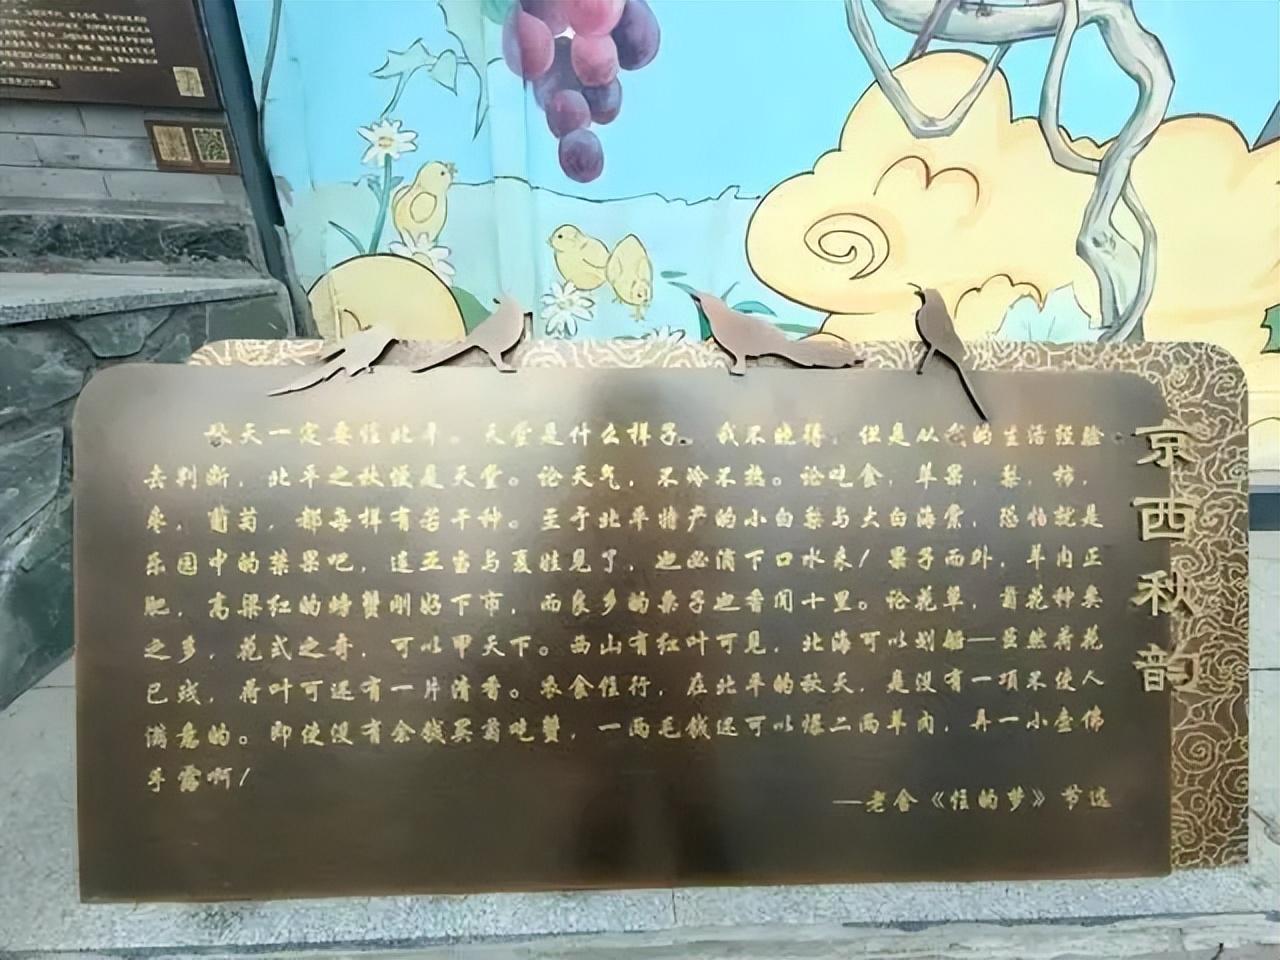 京西秋韵
秋天一定要住北平。天堂是什么样子。我不晓得，但是从我的生活经验
去判断，北平之秋便是天堂。论天气，不冷不热。论吃食，苹果，梨，柿，
枣，葡萄，都每样有若干种。至于北平特产的小白梨与大白海棠，恐怕就是
乐园中的禁果吧，连亚当与夏娃见了，也必滴下口水来！果子而外，羊肉正
肥，高粱红的螃蟹刚好下市，而良乡的栗子也香闻十里。论花草，菊花种类
之多，花式之奇，可以甲天下。西山有红叶可见，北海可以划船—虽然荷花
已残，荷叶可还有一片清香。衣食住行，在北平的秋天，是没有一项不使人
满意的。即使没有余钱买菊吃蟹，一两毛钱还可以爆二两羊肉，弄一小壶佛
手露啊！
—老舍《住的梦》节选